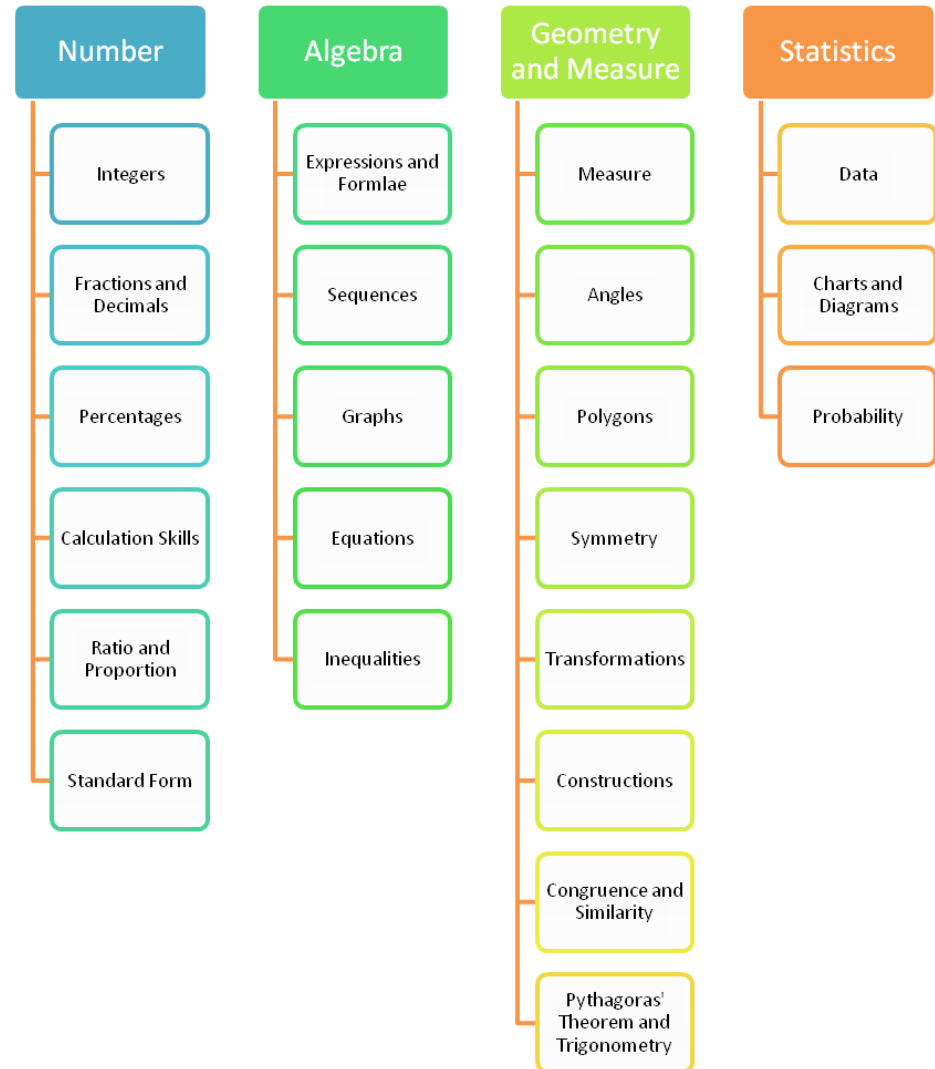 Number
Integers
Fractions and
Decimals
Percentages
Calculation Skills
Ratio and
Proportion
Standard Form
Algebra
Expressions and
Formlae
Sequences
Graphs
Equations
Inequalities
Geometry
and Measure
Measure
Angles
Polygons
Symmetry
Transformations
Constructions
Congruence and
Similarity
Pythagoras'
Theorem and
Trigonometry
Statistics
Data
Charts and
Diagrams
Probability